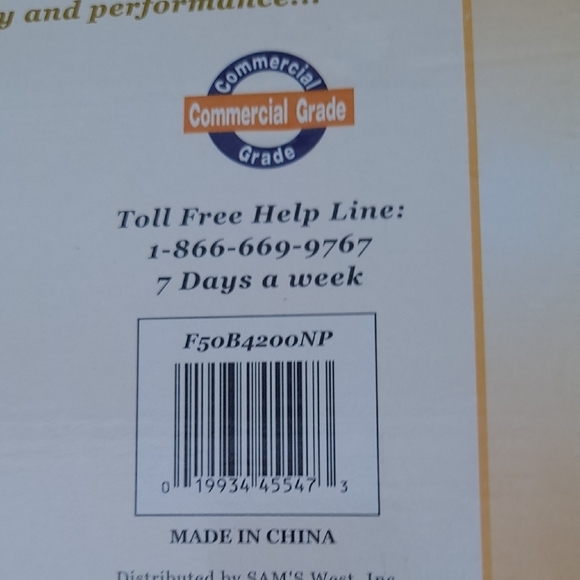 y and performance...
Commercial
Commercial Grade
Grade
Toll Free Help Line:
1-866-669-9767
7 Days a week
F50B4200NP
0 19934 45547 3
MADE IN CHINA
Distributed by SAM'S West, Inc.